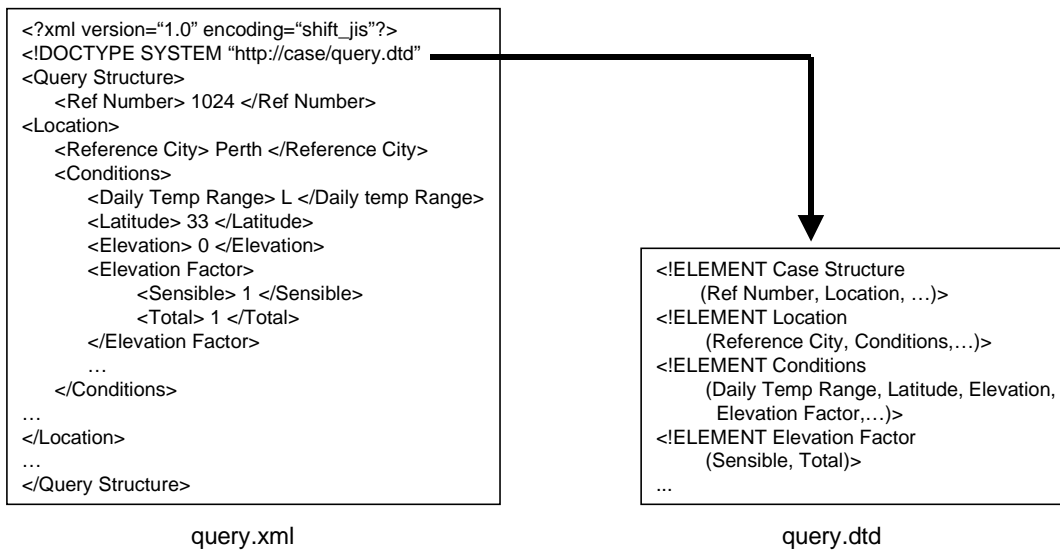 <?xml version=“1.0” encoding=“shift_jis”?>
<!DOCTYPE SYSTEM “http://case/query.dtd”
<Query Structure>
<Ref Number> 1024 </Ref Number>
<Location>
<Reference City> Perth </Reference City>
<Conditions>
<Daily Temp Range> L </Daily temp Range>
<Latitude> 33 </Latitude>
<Elevation> 0 </Elevation>
<Elevation Factor>
<Sensible> 1 </Sensible>
<Total> 1 </Total>
</Elevation Factor>
…
</Conditions>
…
</Location>
…
</Query Structure>
query.xml
<!ELEMENT Case Structure
(Ref Number, Location, …)>
<!ELEMENT Location
(Reference City, Conditions,…)>
<!ELEMENT Conditions
(Daily Temp Range, Latitude, Elevation,
Elevation Factor,…)>
<!ELEMENT Elevation Factor
(Sensible, Total)>
...
query.dtd